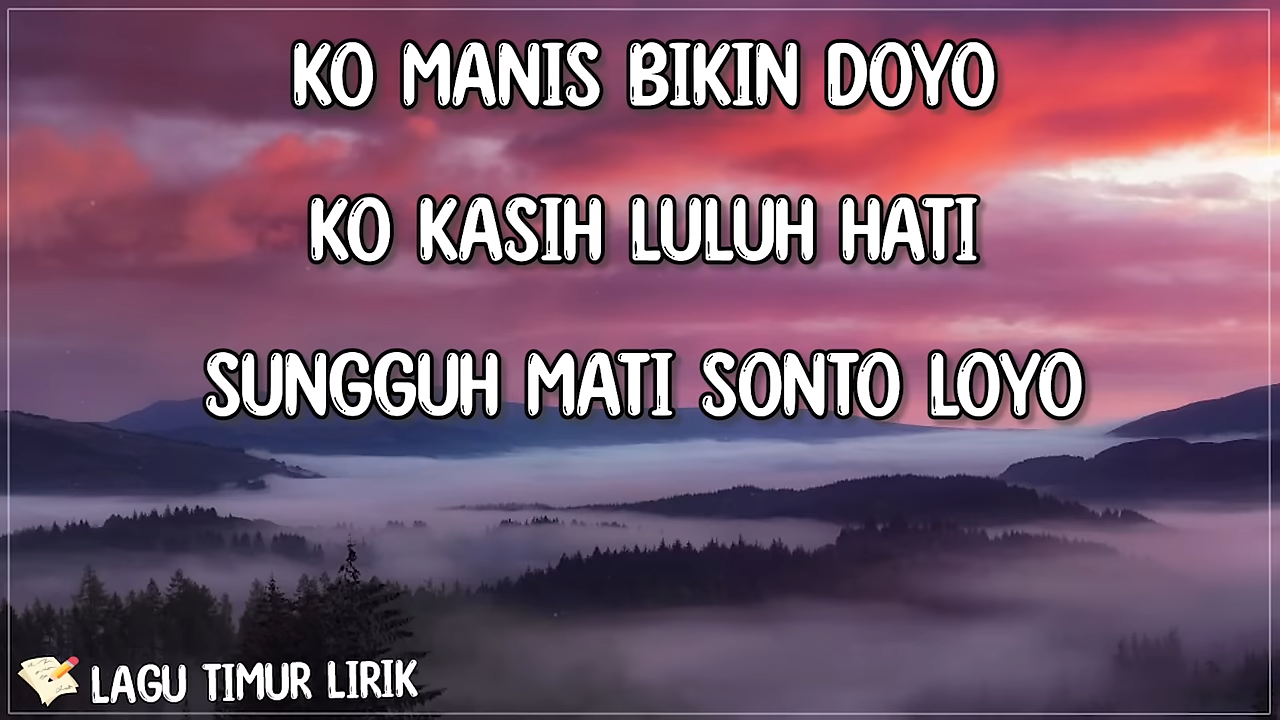 KO MANIS BIKIN DOYO
KO KASIH LULUH HATI
SUNGGUH MATI SONTO LOYO
LAGU TIMUR LIRIK